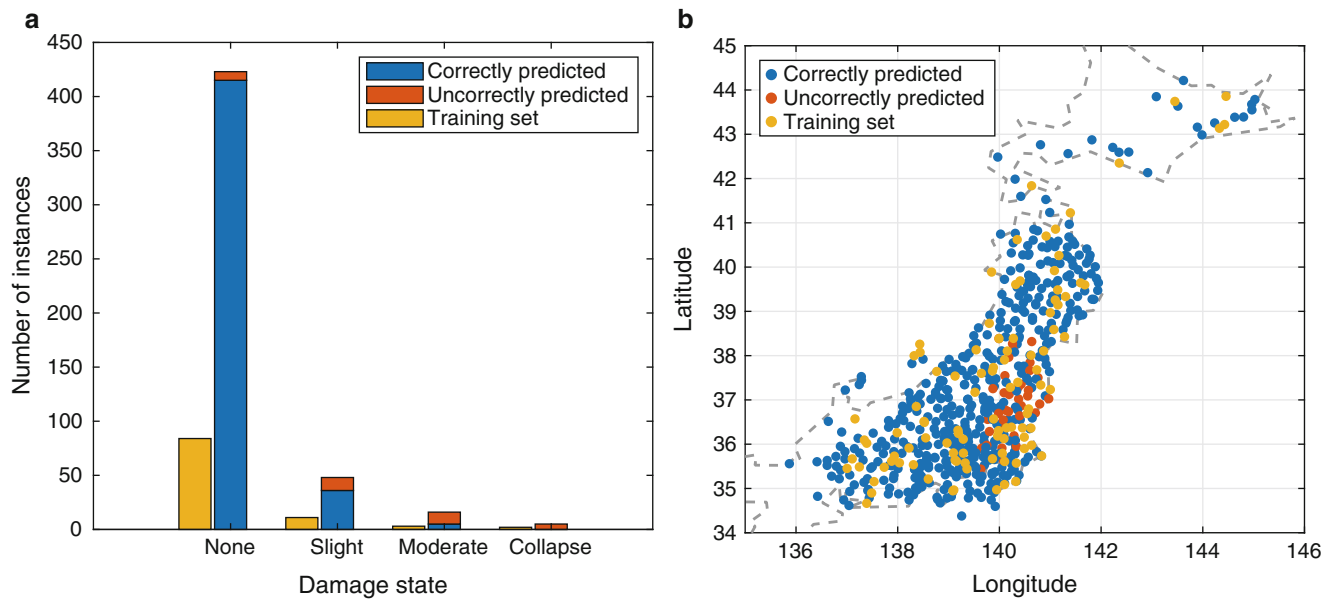 a
450
400
350
300
250
200
150
100
50
0
Number of instances
Correctly predicted
Uncorrectly predicted
Training set
None Slight Moderate Collapse
Damage state
b
45
44
43
42
41
40
39
38
37
36
35
34
Latitude
Correctly predicted
Uncorrectly predicted
Training set
136 138 140 142 144 146
Longitude